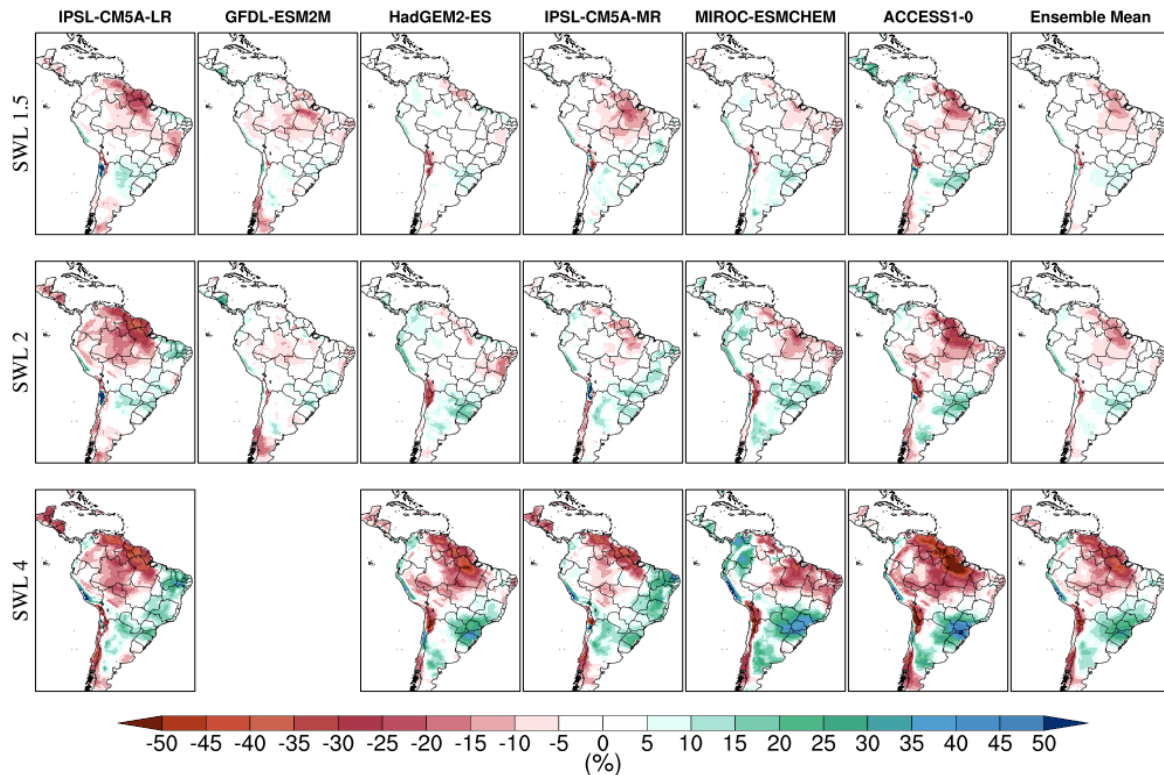 IPSL-CM5A-LR GFDL-ESM2M HadGEM2-ES IPSL-CM5A-MR MIROC-ESMCHEM ACCESS1-0 Ensemble Mean
SWL 1.5
SWL 2
SWL 4
-50 -45 -35 -30 -25 -20 -15 -10 -5 0 5 10 15 20 25 30 35 40 45 50
(%)